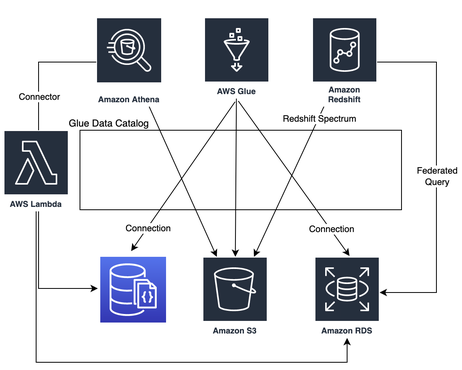 Connector
Amazon Athena
AWS Glue
Amazon
Redshift
Glue Data Catalog
Redshift Spectrum
AWS Lambda
Federated
Query
Connection
Connection
Amazon S3
Amazon RDS